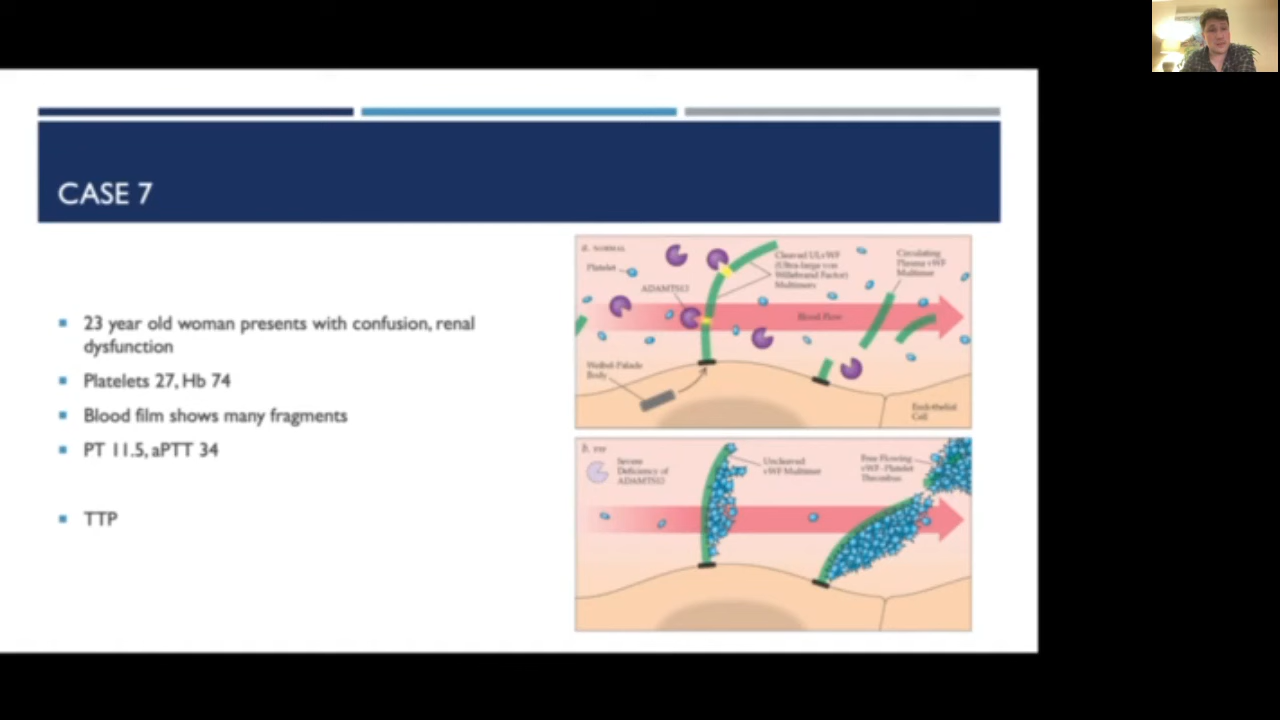 CASE 7
23 year old woman presents with confusion, renal
dysfunction
Platelets 27, Hb 74
Blood film shows many fragments
PT 11.5, aPTT 34
TTP
a. NORMAL
Platelet
ADAMTS13
Cleaved ULvWF
(Ultra-large von
Willebrand Factor)
Multimers
Circulating
Plasma vWF
Multimer
Blood Flow
Weibel-Palade
Body
Endothelial
Cell
b. TTP
Severe
Deficiency of
ADAMTS13
Uncleaved
vWF Multimer
Free Flowing
vWF-Platelet
Thrombus